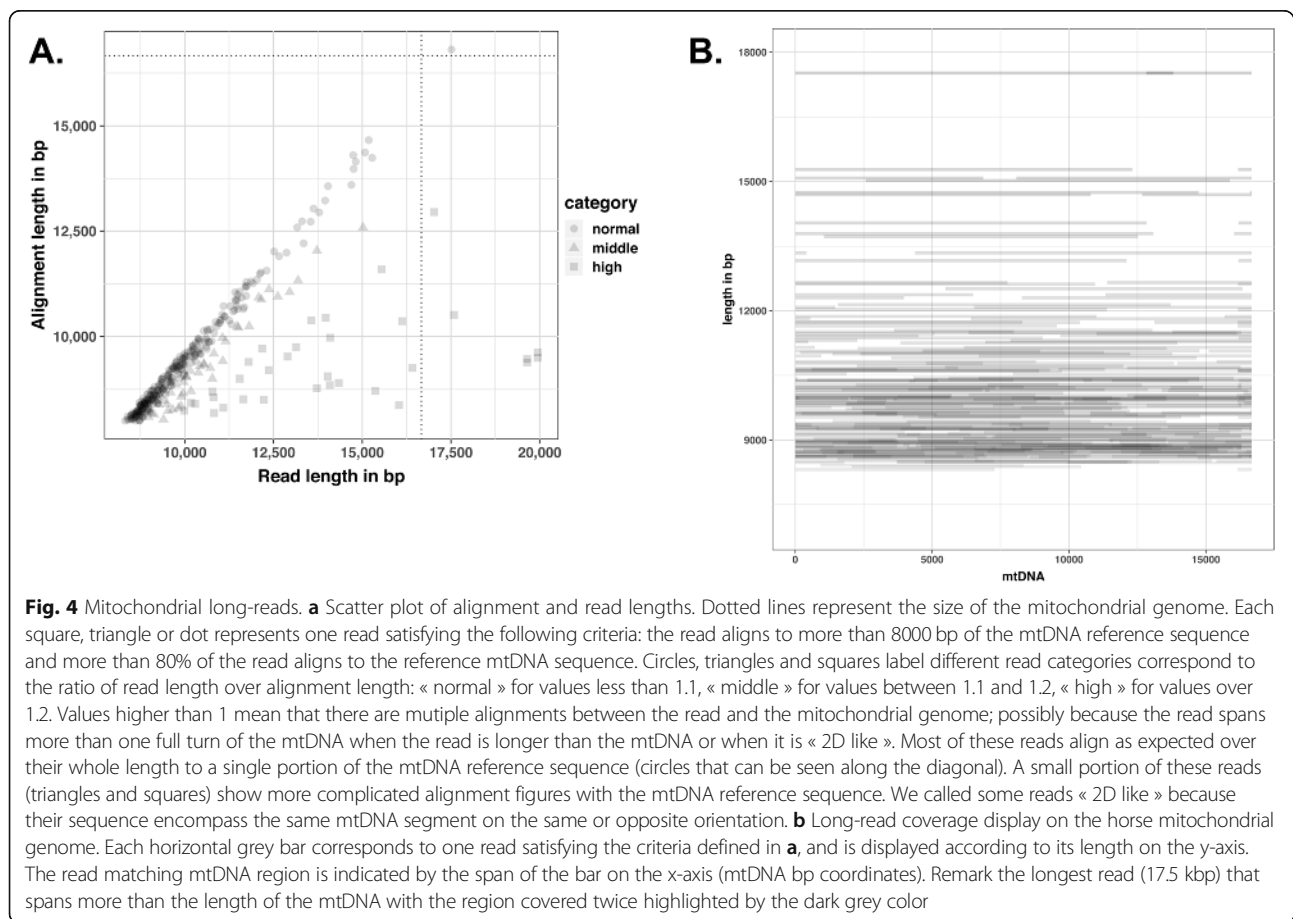 A.
15,000
12,500
10,000
Alignment length in bp
10,000 12,500 15,000 17,500 20,000
Read length in bp
category
normal
middle
high
B.
18000
15000
12000
9000
length in bp
0 5000 10000 15000
mtDNA
Fig. 4 Mitochondrial long-reads. a Scatter plot of alignment and read lengths. Dotted lines represent the size of the mitochondrial genome. Each
square, triangle or dot represents one read satisfying the following criteria: the read aligns to more than 8000 bp of the mtDNA reference sequence
and more than 80% of the read aligns to the reference mtDNA sequence. Circles, triangles and squares label different read categories correspond to
the ratio of read length over alignment length: « normal » for values less than 1.1, « middle » for values between 1.1 and 1.2, « high » for values over
1.2. Values higher than 1 mean that there are mutiple alignments between the read and the mitochondrial genome; possibly because the read spans
more than one full turn of the mtDNA when the read is longer than the mtDNA or when it is « 2D like ». Most of these reads align as expected over
their whole length to a single portion of the mtDNA reference sequence (circles that can be seen along the diagonal). A small portion of these reads
(triangles and squares) show more complicated alignment figures with the mtDNA reference sequence. We called some reads « 2D like » because
their sequence encompass the same mtDNA segment on the same or opposite orientation. b Long-read coverage display on the horse mitochondrial
genome. Each horizontal grey bar corresponds to one read satisfying the criteria defined in a, and is displayed according to its length on the y-axis.
The read matching mtDNA region is indicated by the span of the bar on the x-axis (mtDNA bp coordinates). Remark the longest read (17.5 kbp) that
spans more than the length of the mtDNA with the region covered twice highlighted by the dark grey color